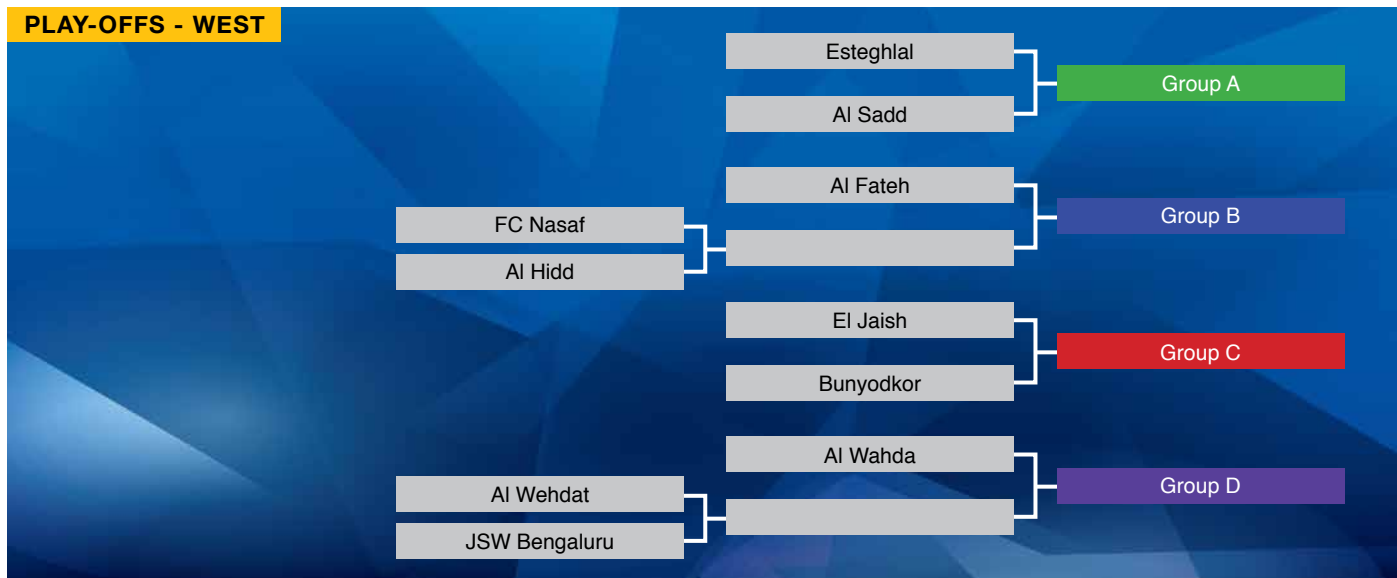 PLAY-OFFS - WEST
Esteghlal
Al Sadd
Group A
Al Fateh
FC Nasaf
Al Hidd
Group B
El Jaish
Bunyodkor
Group C
Al Wahda
Al Wehdat
JSW Bengaluru
Group D